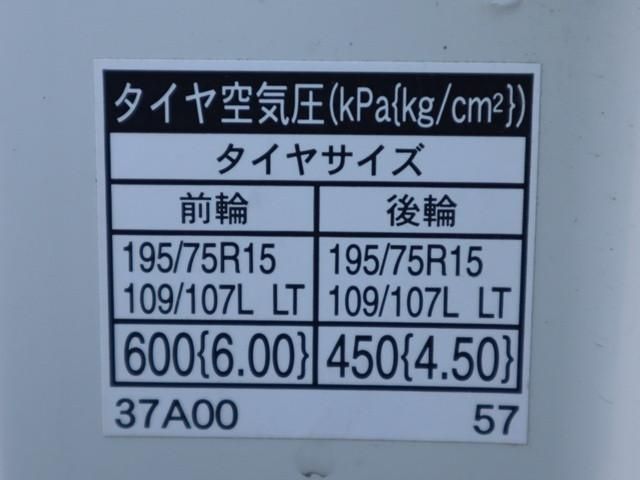 タイヤ空気圧(kPa{kg/cm²})
タイヤサイズ
前輪 後輪
195/75R15 195/75R15
109/107L LT 109/107L LT
600{6.00} 450{4.50}
37A00 57